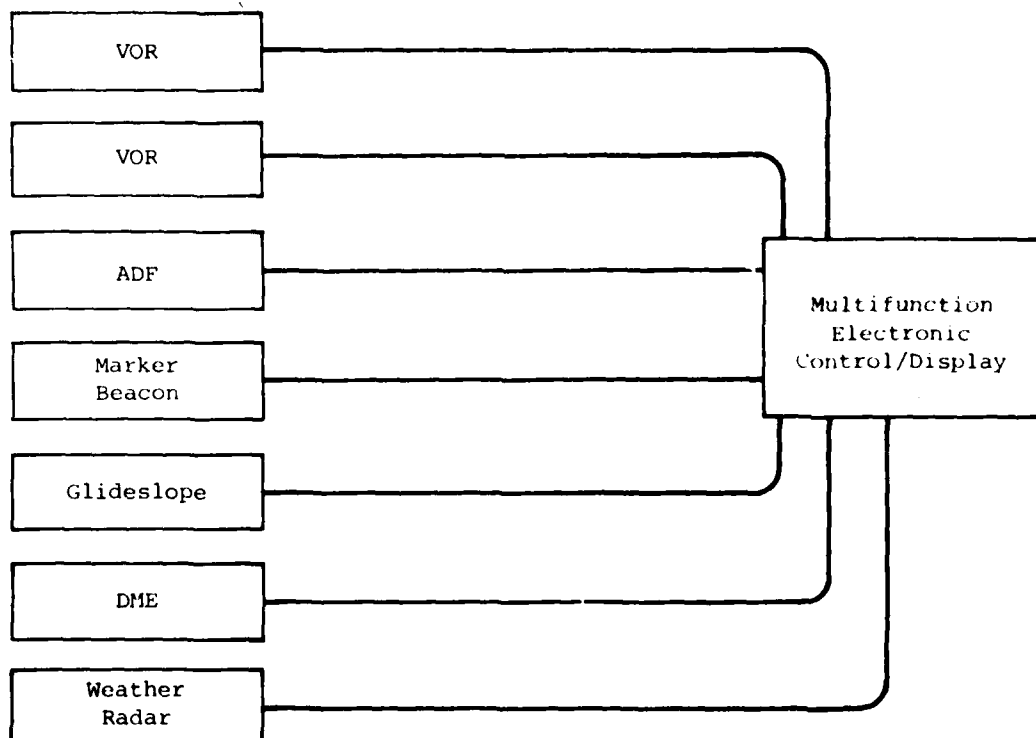 VOR
VOR
ADF
Marker
Beacon
Glideslope
DME
Weather
Radar
Multifunction
Electronic
Control/Display